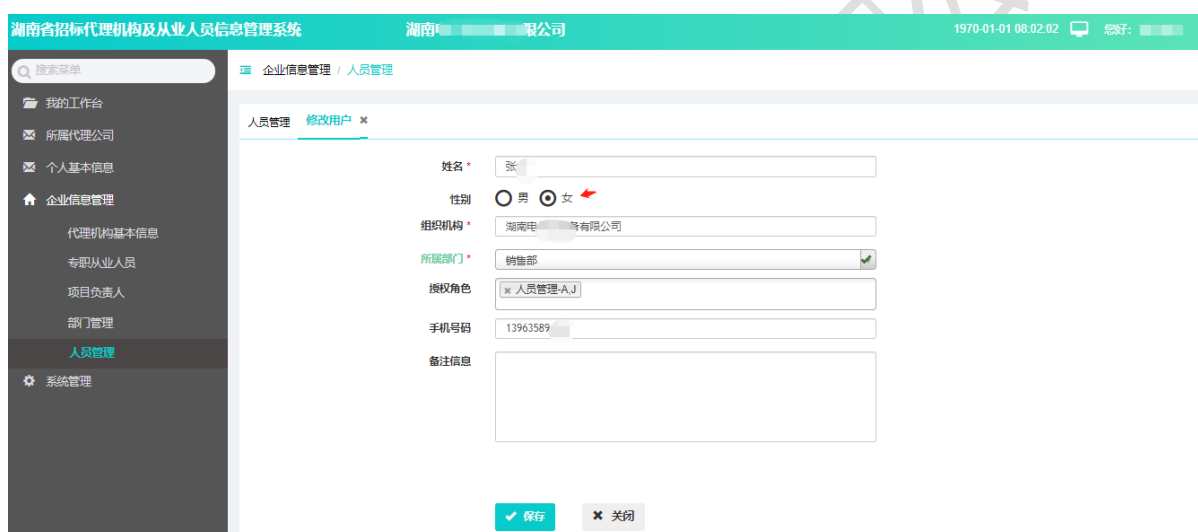 湖南省招标代理机构及从业人员信息管理系统 湖南 限公司 1970-01-01 08:02:02 您好:
搜索菜单 企业信息管理 / 人员管理
我的工作台
人员管理 修改用户
所属代理公司
个人基本信息
姓名 * 张
企业信息管理
性别 男 女
代理机构基本信息
组织机构 * 湖南电 备有限公司
专职从业人员
所属部门 * 销售部
项目负责人
授权角色 人员管理-A,J
部门管理
手机号码 13963589
人员管理
备注信息
系统管理
保存 关闭